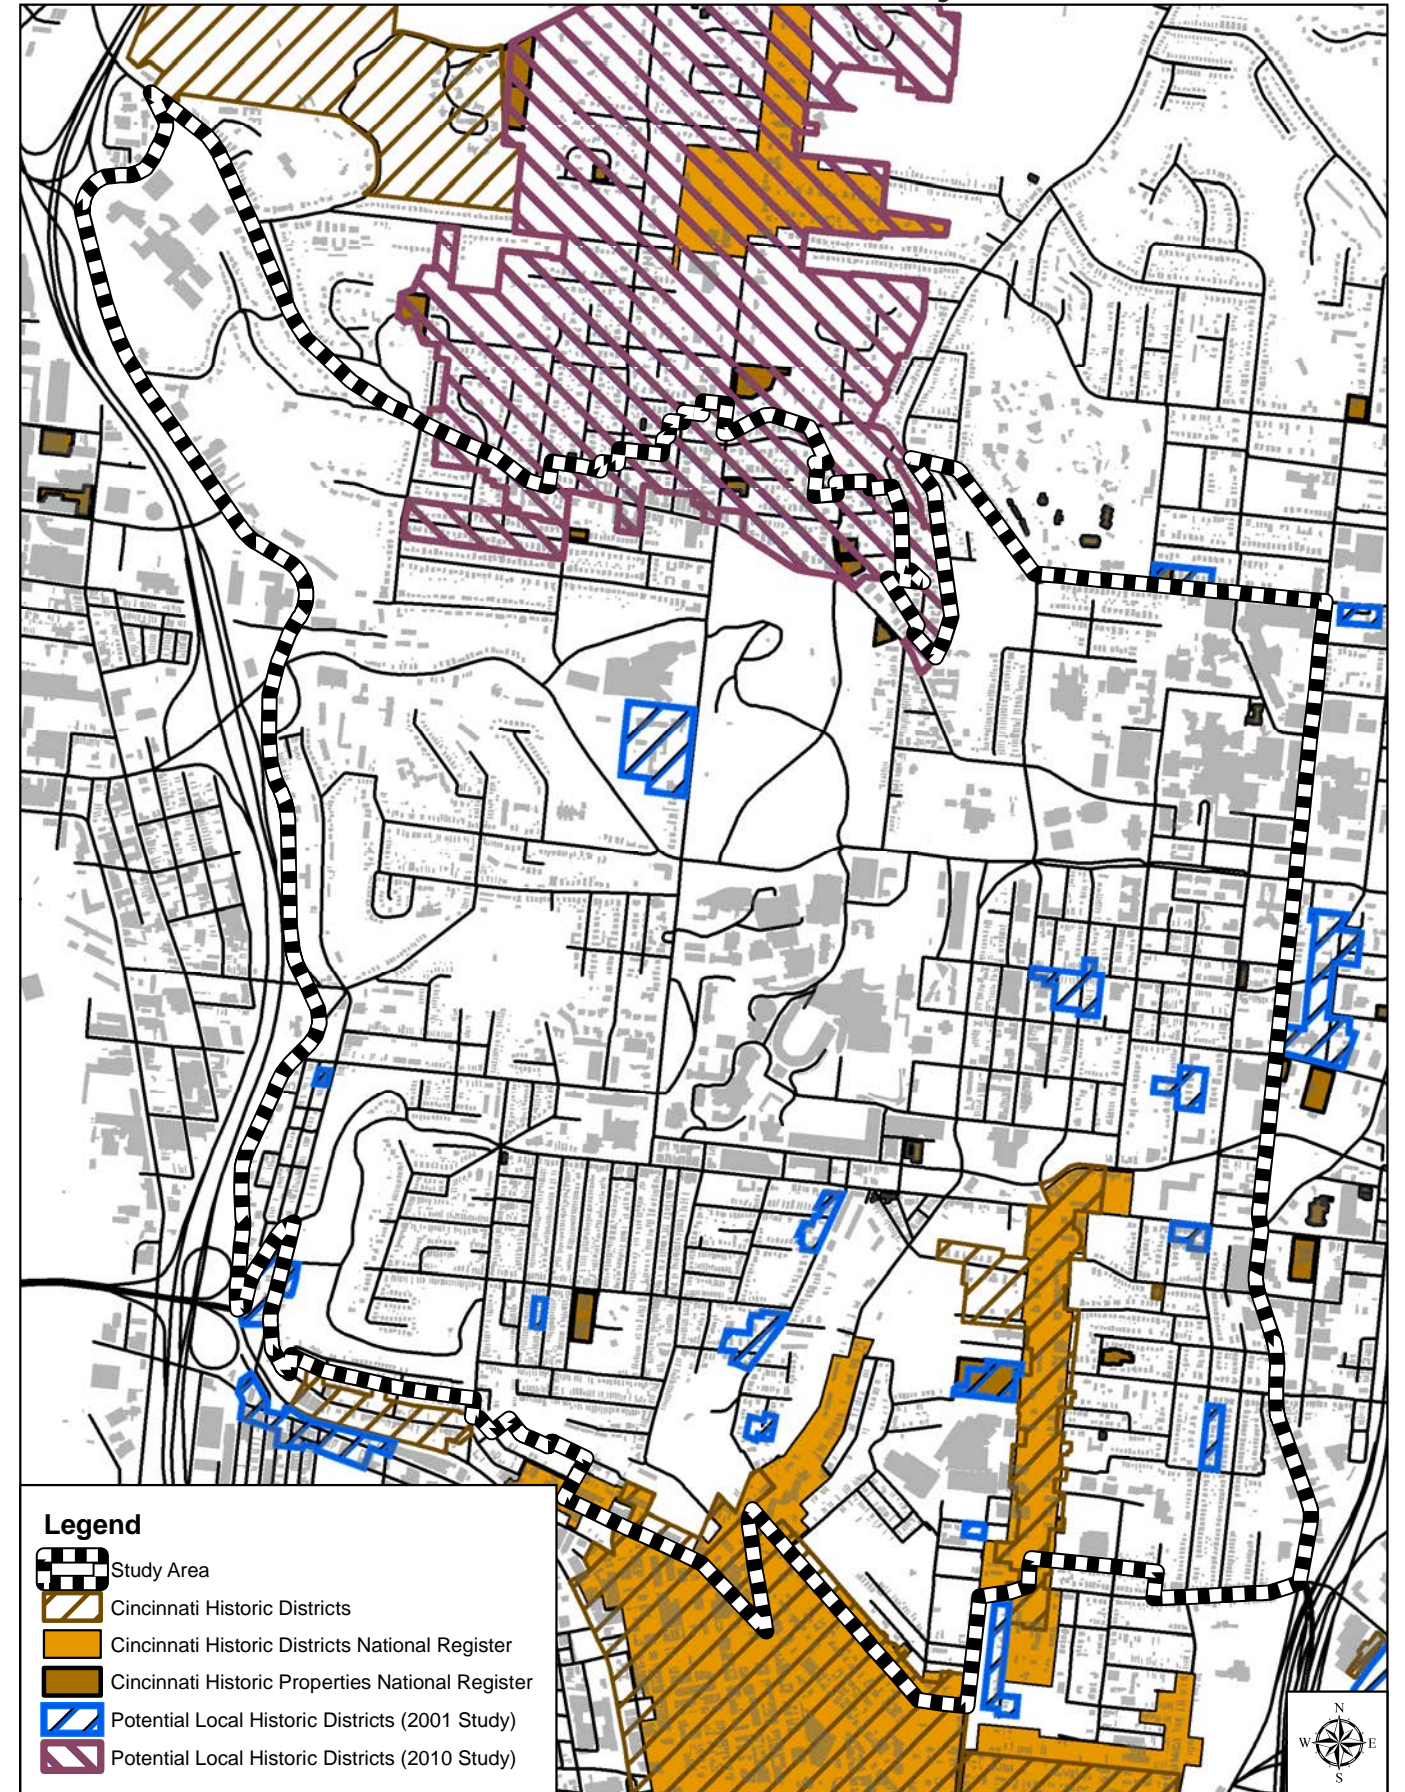 Legend
Study Area
Cincinnati Historic Districts
Cincinnati Historic Districts National Register
Cincinnati Historic Properties National Register
Potential Local Historic Districts (2001 Study)
Potential Local Historic Districts (2010 Study)
N
W E
S